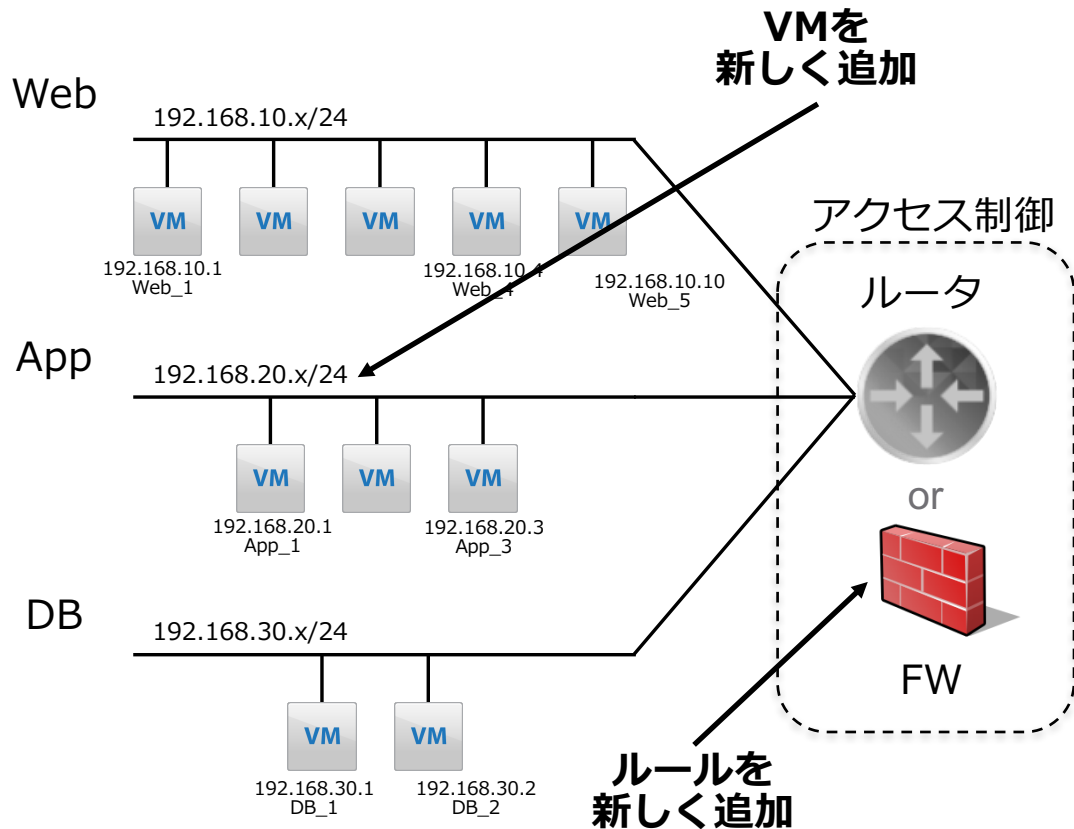 VMを
新しく追加
Web
192.168.10.x/24
VM
VM
VM
VM
VM
192.168.10.1
Web_1
192.168.10.4
Web_4
192.168.10.10
Web_5
アクセス制御
ルータ
App
192.168.20.x/24
VM
VM
VM
192.168.20.1
App_1
192.168.20.3
App_3
or
DB
192.168.30.x/24
FW
VM
VM
192.168.30.1
DB_1
192.168.30.2
DB_2
ルールを
新しく追加